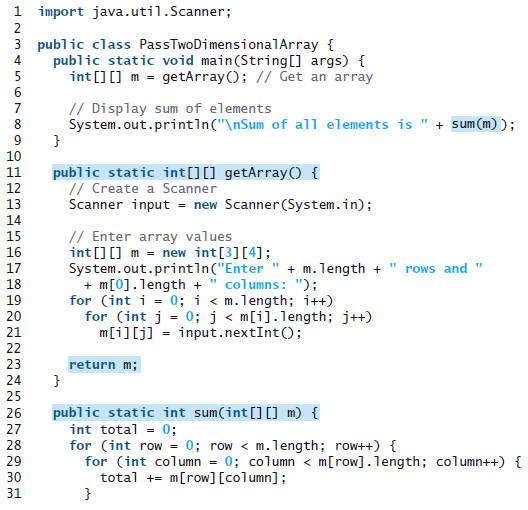 1 import java.util.Scanner;
2
3 public class PassTwoDimensionalArray {
4   public static void main(String[] args) {
5     int[][] m = getArray(); // Get an array
6
7     // Display sum of elements
8     System.out.println("\nSum of all elements is " + sum(m));
9   }
10
11   public static int[][] getArray() {
12     // Create a Scanner
13     Scanner input = new Scanner(System.in);
14
15     // Enter array values
16     int[][] m = new int[3][4];
17     System.out.println("Enter " + m.length + " rows and "
18       + m[0].length + " columns: ");
19     for (int i = 0; i < m.length; i++)
20       for (int j = 0; j < m[i].length; j++)
21         m[i][j] = input.nextInt();
22
23     return m;
24   }
25
26   public static int sum(int[][] m) {
27     int total = 0;
28     for (int row = 0; row < m.length; row++) {
29       for (int column = 0; column < m[row].length; column++) {
30         total += m[row][column];
31       }